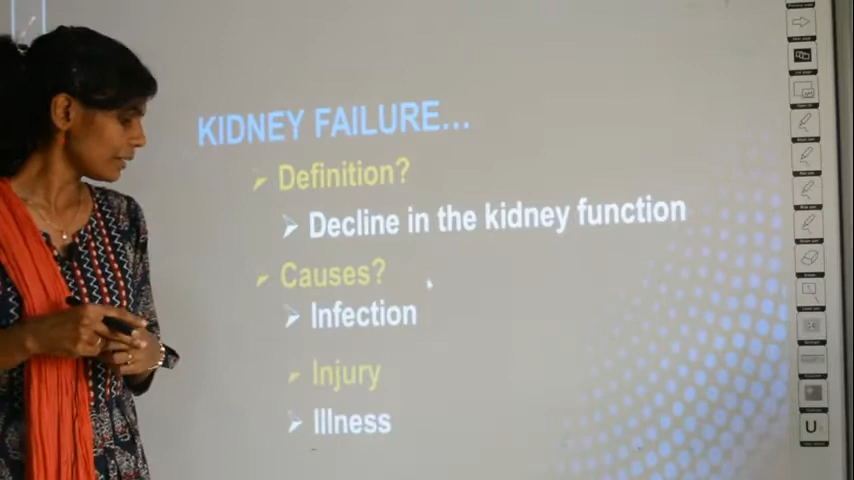 KIDNEY FAILURE...
Definition?
Decline in the kidney function
Causes?
Infection
Injury
Illness